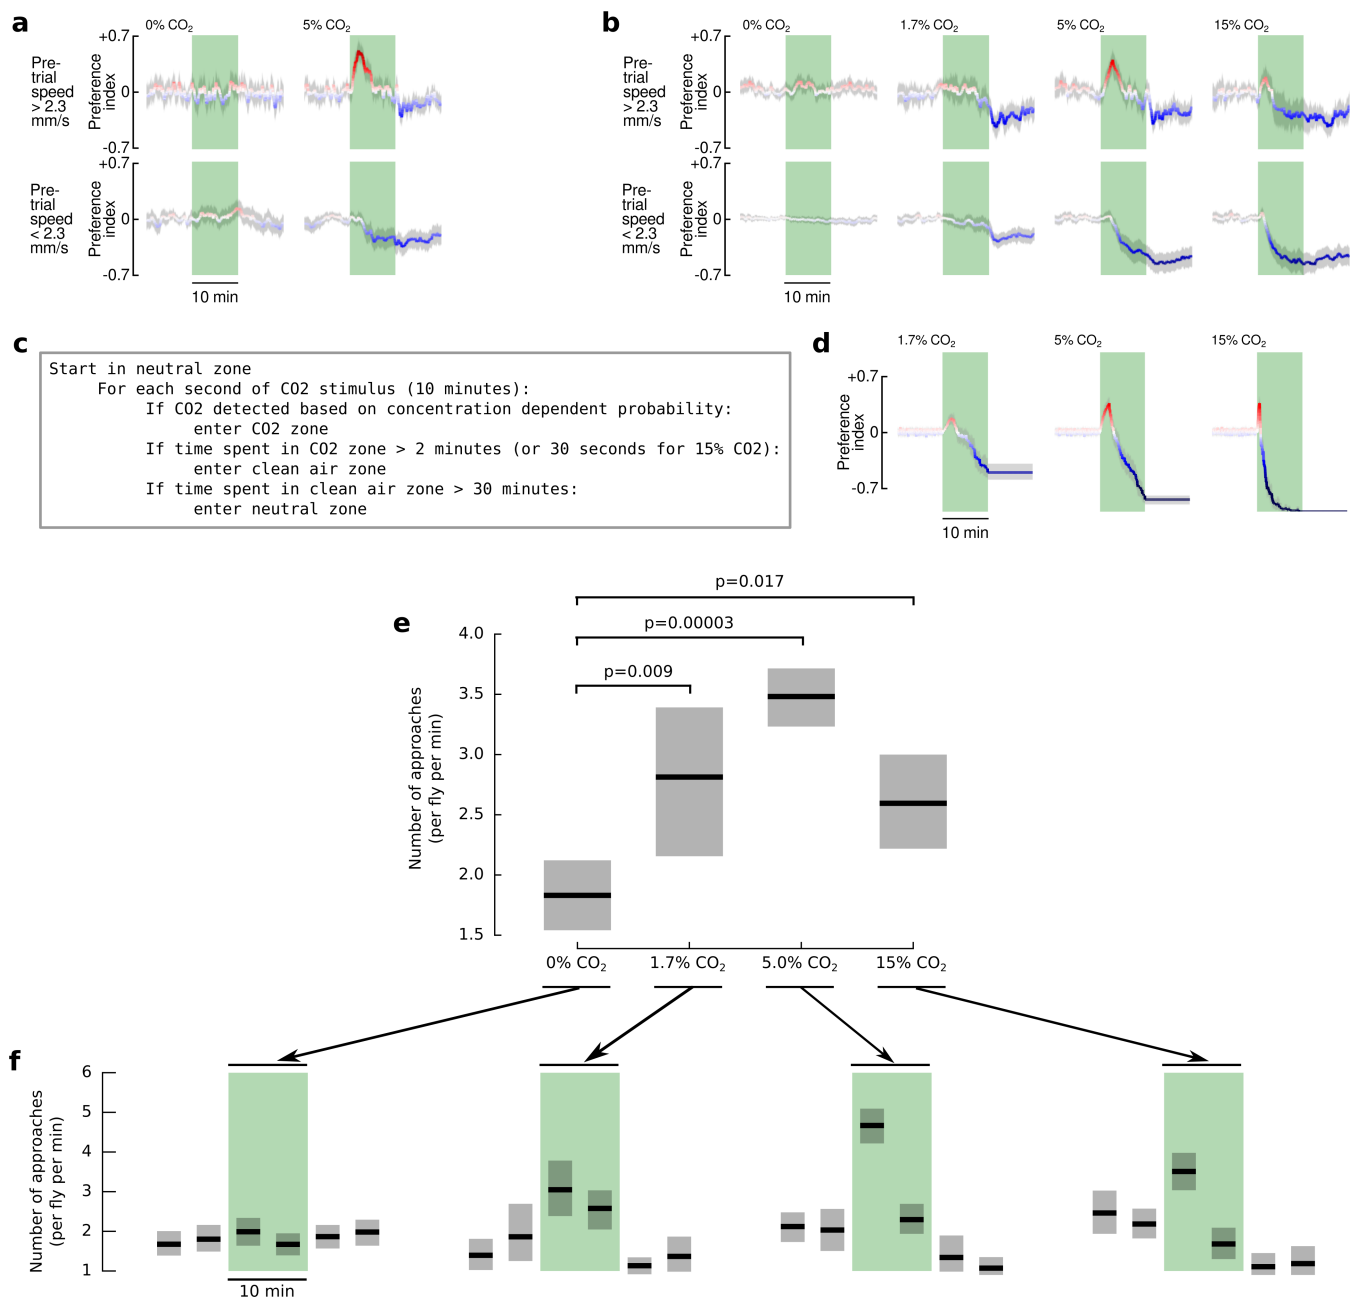 a
0% CO2
5% CO2
Pre-
trial
speed
> 2.3
mm/s
Preference
index
+0.7
0
-0.7
Pre-
trial
speed
< 2.3
mm/s
Preference
index
+0.7
0
-0.7
10 min
b
0% CO2
1.7% CO2
5% CO2
15% CO2
Pre-
trial
speed
> 2.3
mm/s
Preference
index
+0.7
0
-0.7
Pre-
trial
speed
< 2.3
mm/s
Preference
index
+0.7
0
-0.7
10 min
c
Start in neutral zone
For each second of CO2 stimulus (10 minutes):
If CO2 detected based on concentration dependent probability:
enter CO2 zone
If time spent in CO2 zone > 2 minutes (or 30 seconds for 15% CO2):
enter clean air zone
If time spent in clean air zone > 30 minutes:
enter neutral zone
d
1.7% CO2
5% CO2
15% CO2
Preference
index
+0.7
0
-0.7
10 min
e
p=0.017
p=0.00003
p=0.009
Number of approaches
(per fly per min)
4.0
3.5
3.0
2.5
2.0
1.5
0% CO2
1.7% CO2
5.0% CO2
15% CO2
f
Number of approaches
(per fly per min)
6
5
4
3
2
1
10 min